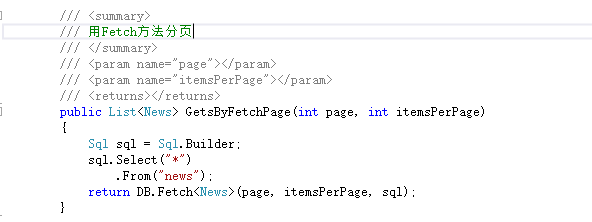 /// <summary>
/// 用Fetch方法分页
/// </summary>
/// <param name="page"></param>
/// <param name="itemsPerPage"></param>
/// <returns></returns>
public List<News> GetsByFetchPage(int page, int itemsPerPage)
{
    Sql sql = Sql.Builder;
    sql.Select("*")
        .From("news");
    return DB.Fetch<News>(page, itemsPerPage, sql);
}